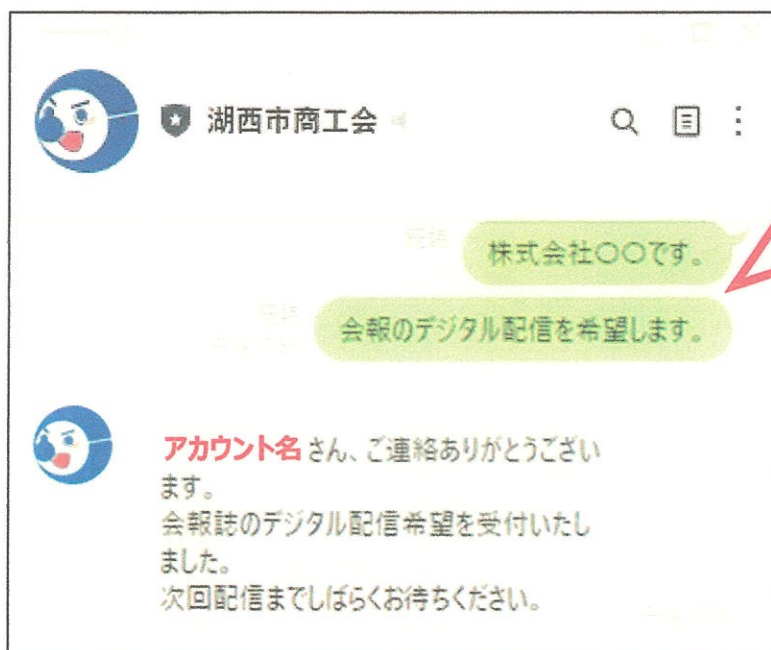 湖西市商工会
株式会社〇〇です。
会報のデジタル配信を希望します。
アカウント名 さん、ご連絡ありがとうござい
ます。
会報誌のデジタル配信希望を受付いたし
ました。
次回配信までしばらくお待ちください。